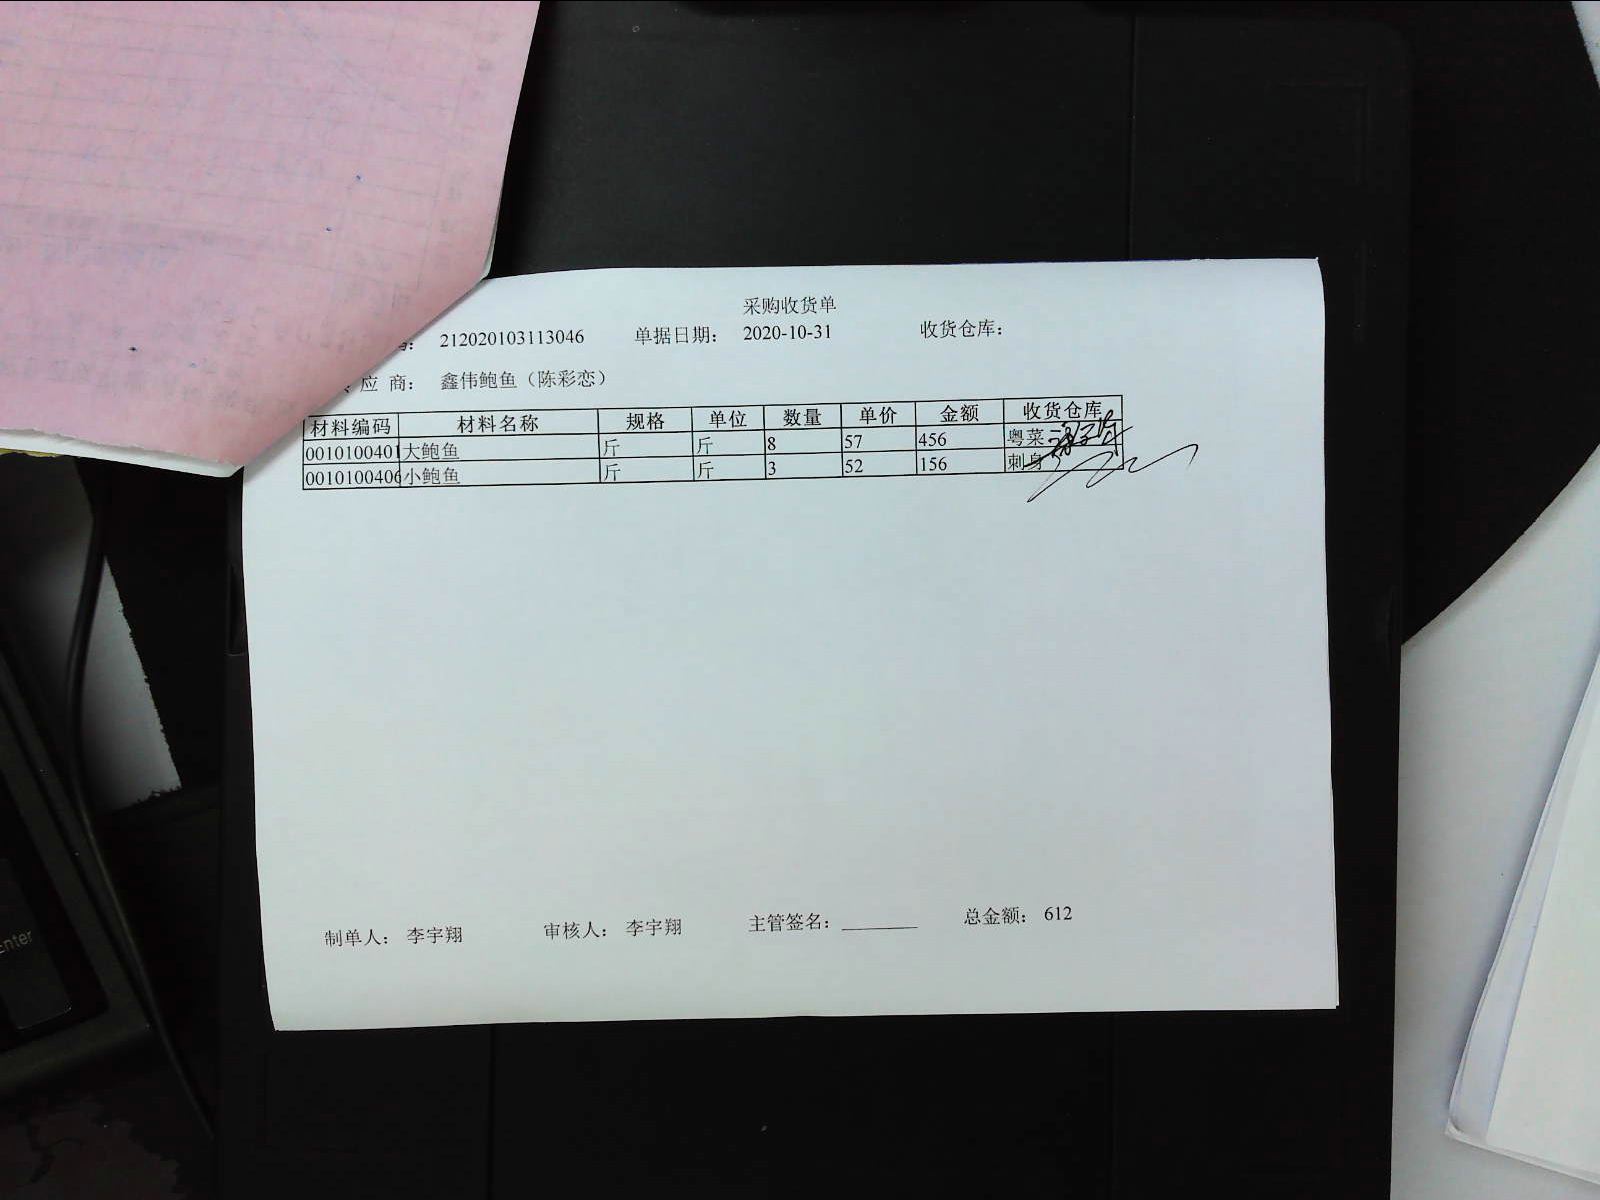 采购收货单
212020103113046 单据日期： 2020-10-31 收货仓库：
应 商： 鑫伟鲍鱼（陈彩恋）
材料编码 材料名称 规格 单位 数量 单价 金额 收货仓库
0010100401 大鲍鱼 斤 斤 8 57 456 粤菜
0010100406 小鲍鱼 斤 斤 3 52 156 刺身
制单人： 李宇翔 审核人： 李宇翔 主管签名： 总金额： 612
Enter